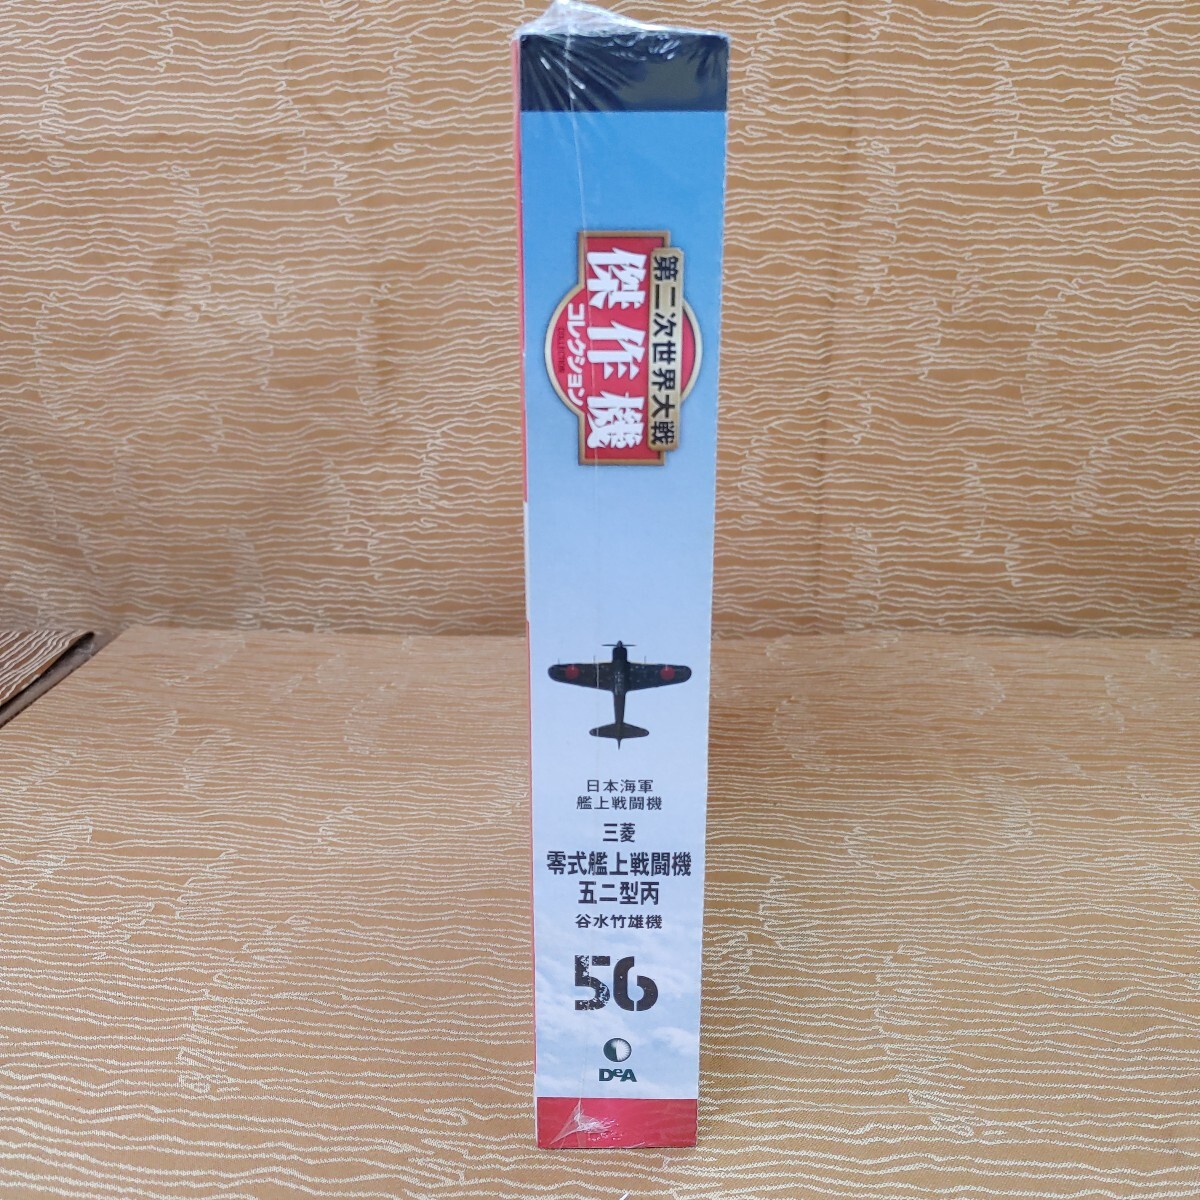 第二次世界大戦
傑作機
コレクション
日本海軍
艦上戦闘機
三菱
零式艦上戦闘機
五二型丙
谷水竹雄機
56
DeA